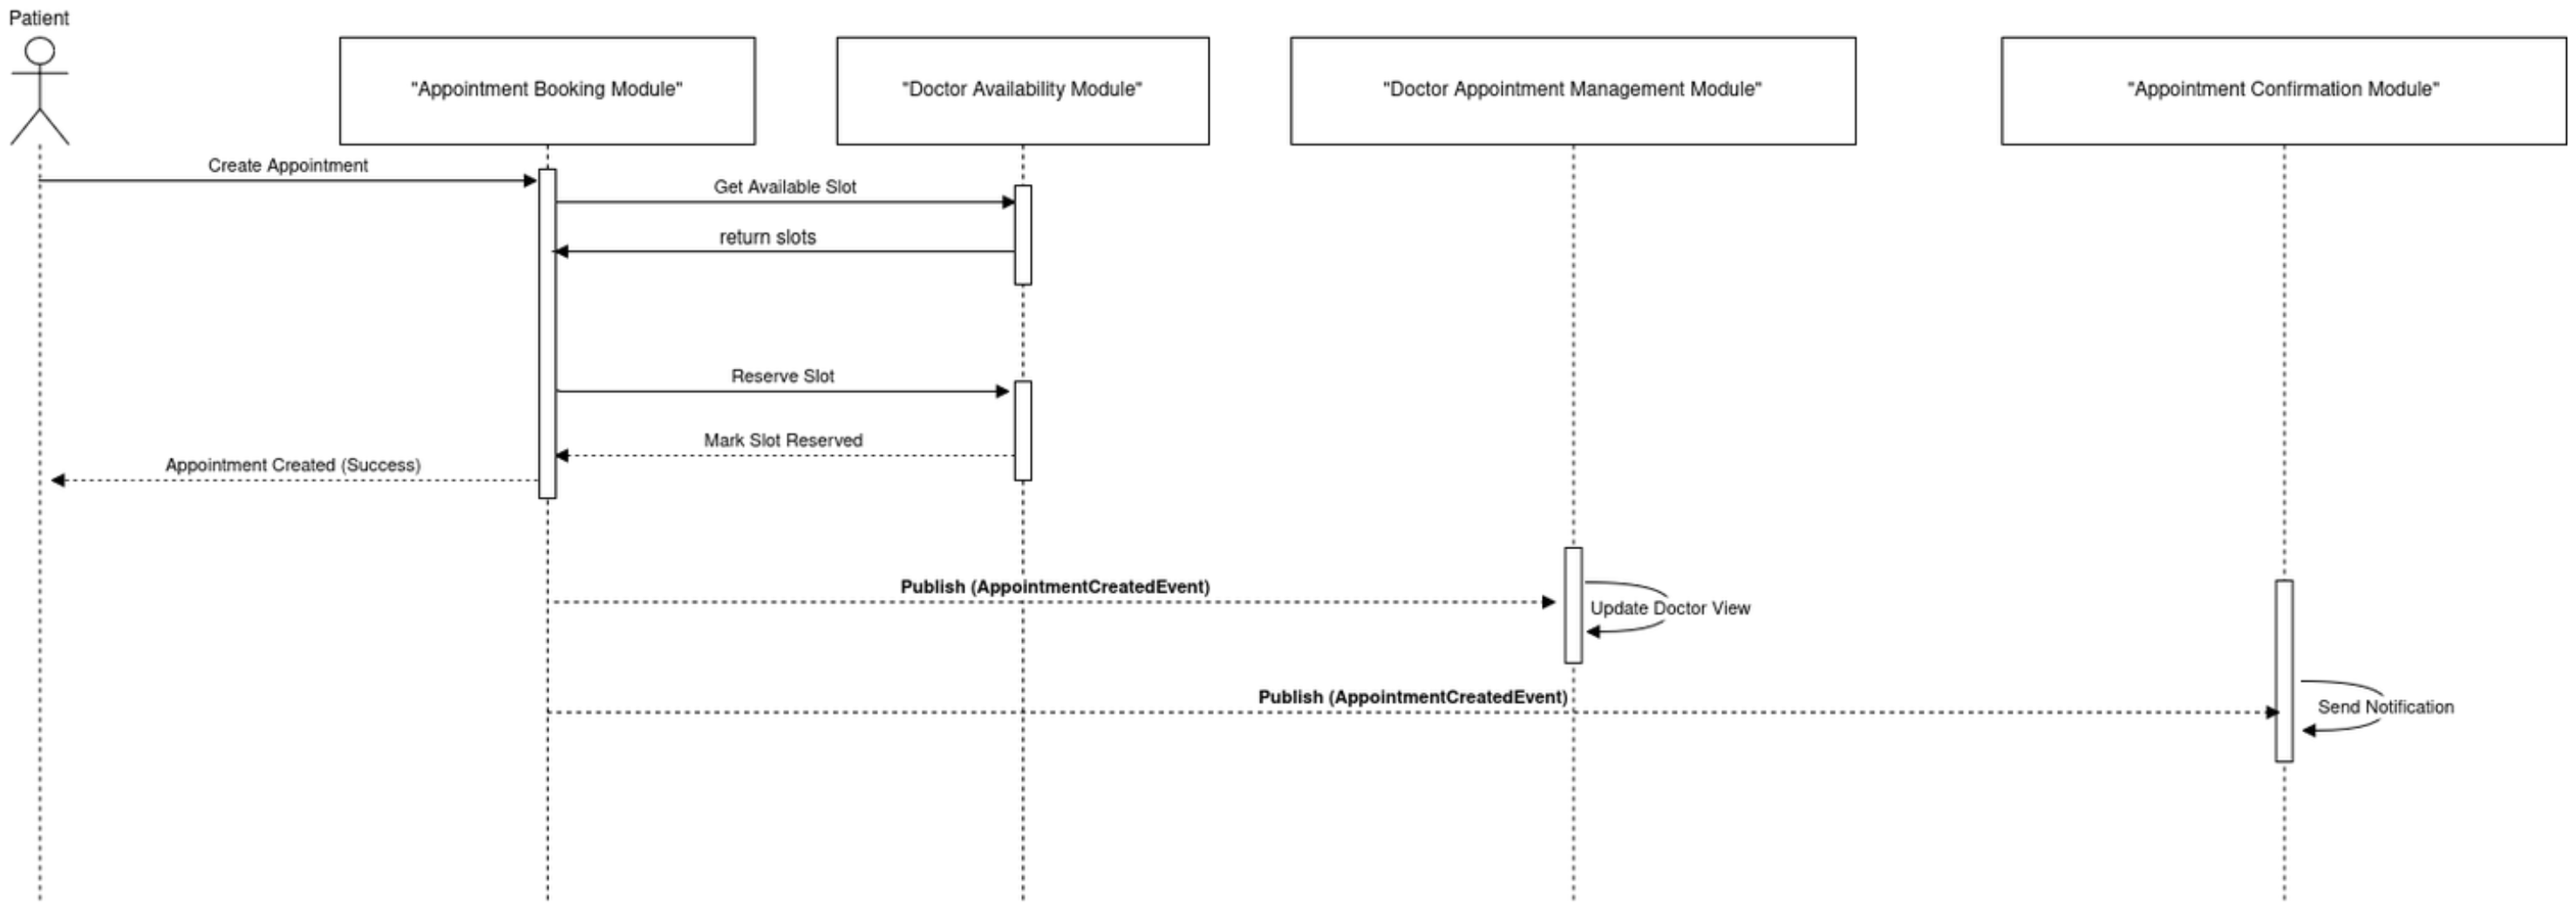 Patient
"Appointment Booking Module"
"Doctor Availability Module"
"Doctor Appointment Management Module"
"Appointment Confirmation Module"
Create Appointment
Get Available Slot
return slots
Reserve Slot
Mark Slot Reserved
Appointment Created (Success)
Publish (AppointmentCreatedEvent)
Update Doctor View
Publish (AppointmentCreatedEvent)
Send Notification